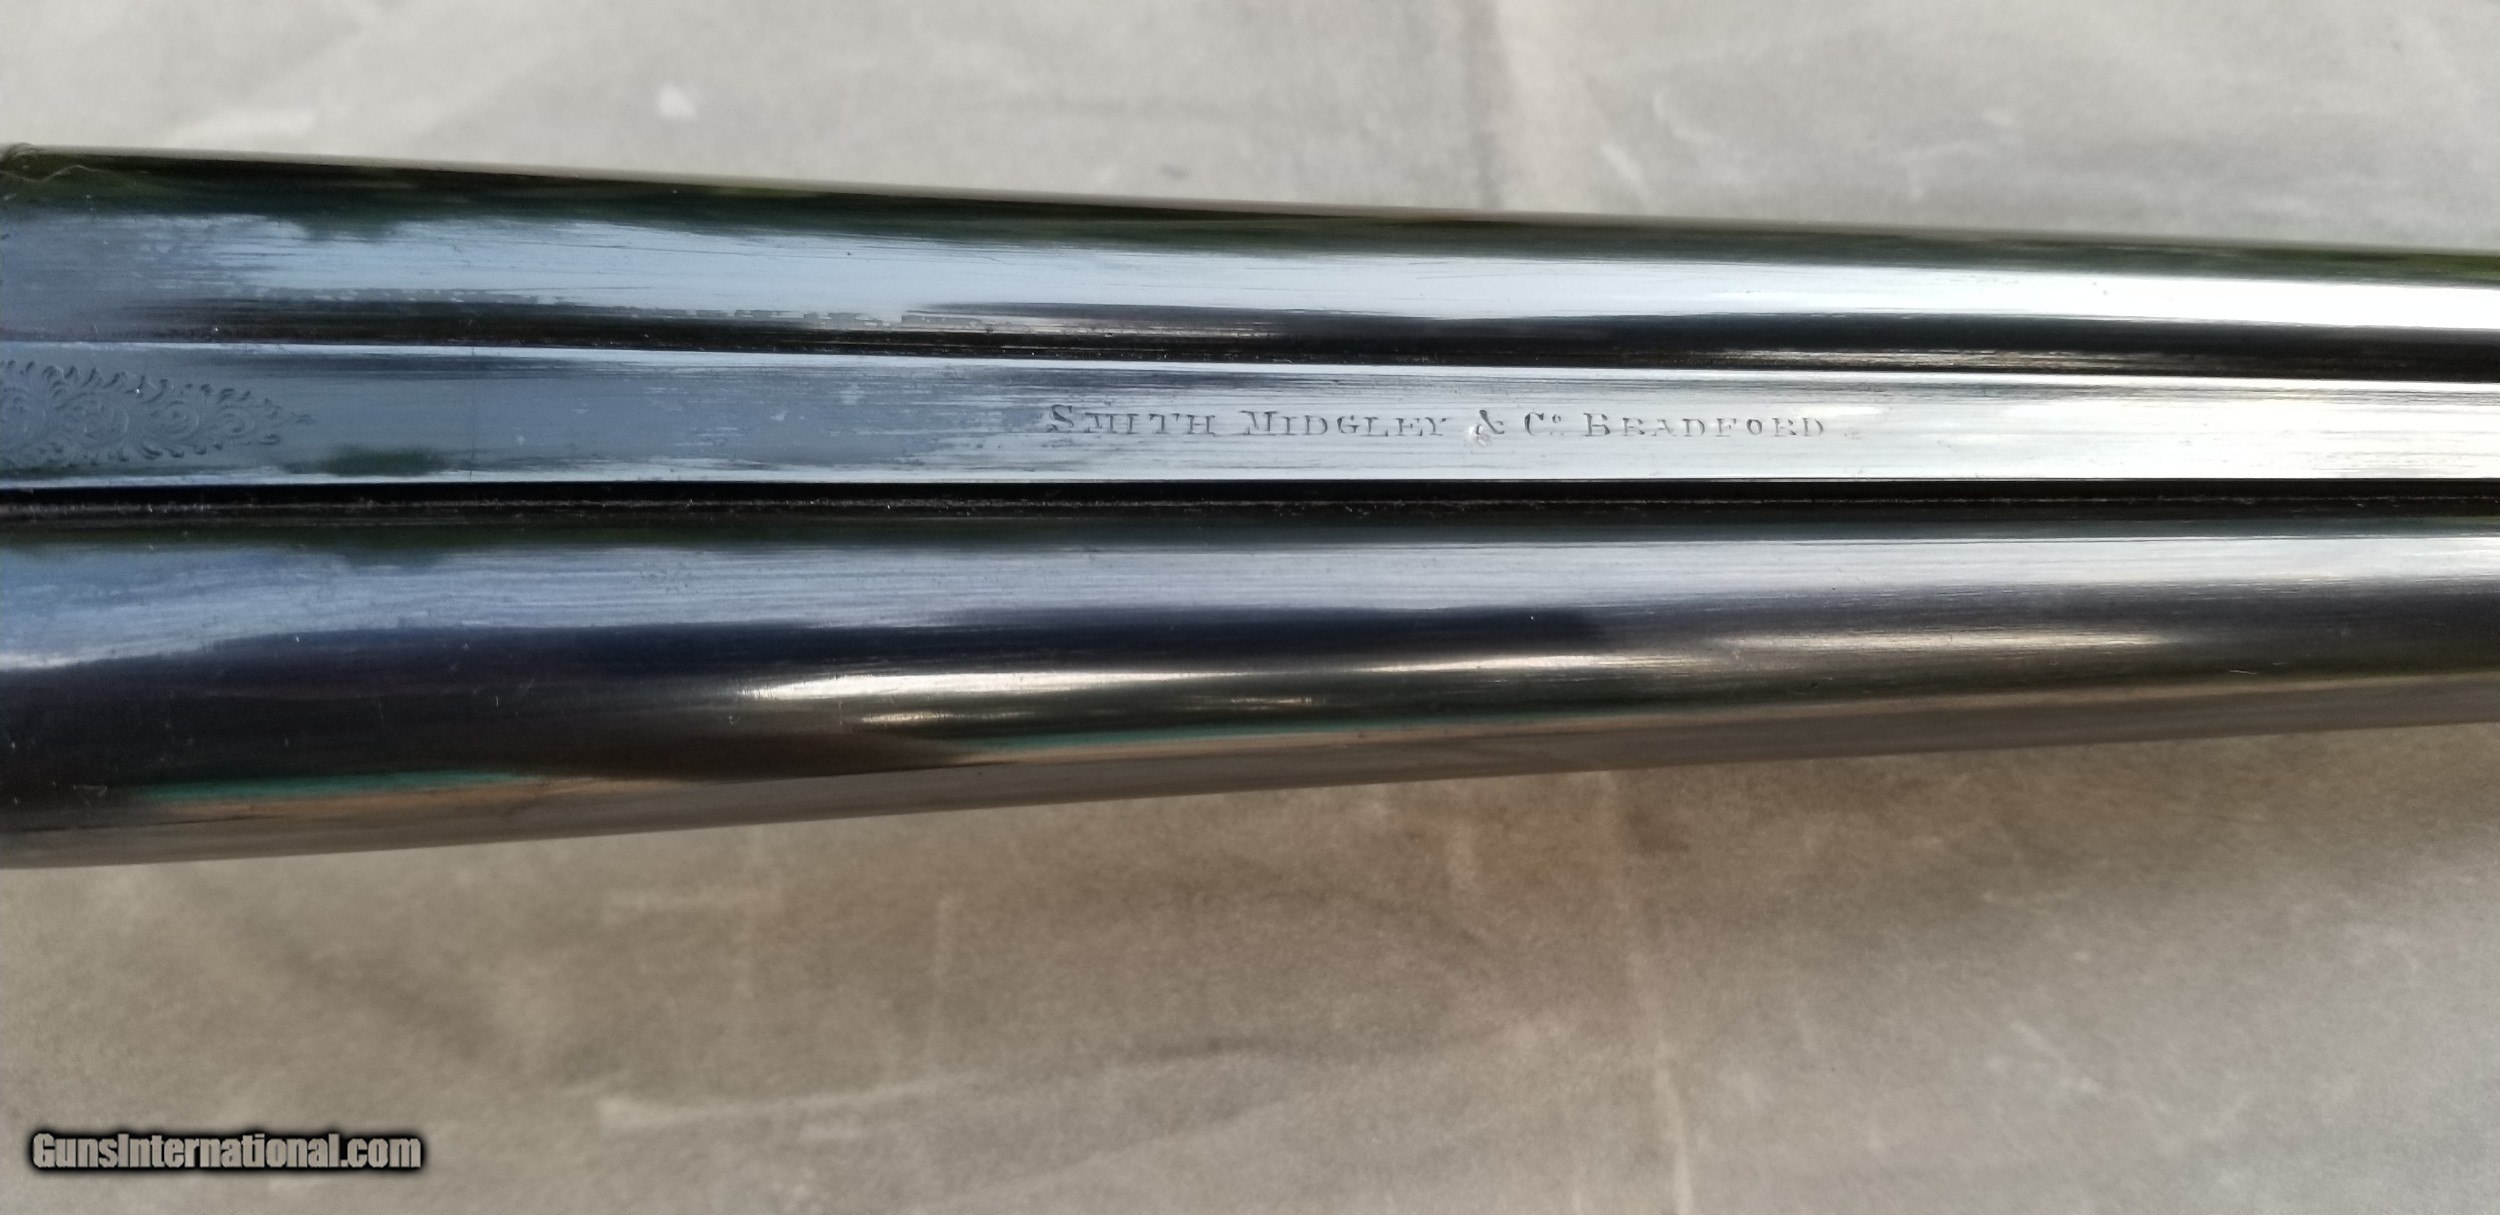 SMITH MIDGLEY & Cº BRADFORD
GunsInternational.com